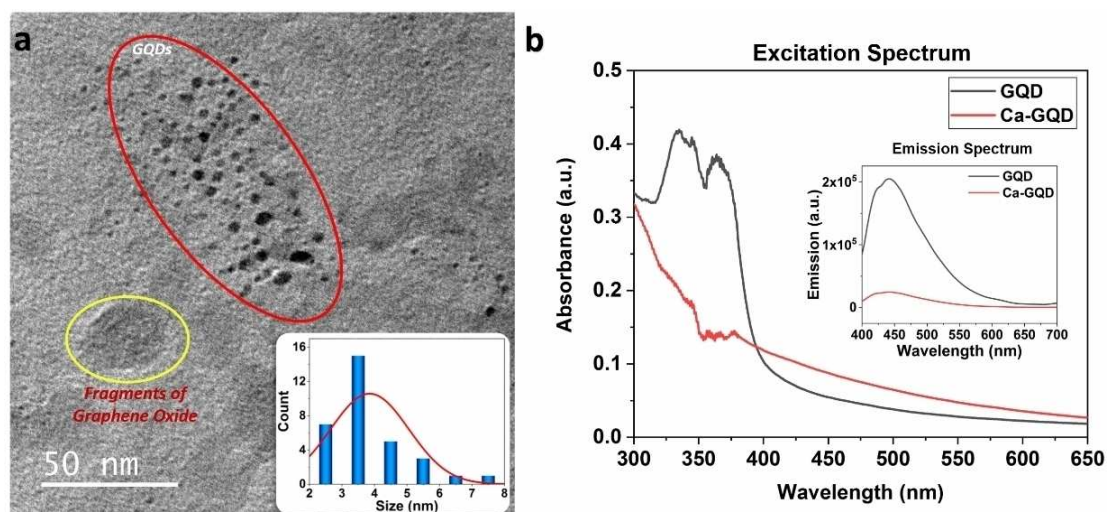 a
GQDs
Fragments of
Graphene Oxide
50 nm
Count
16
12
8
4
0
2 3 4 5 6 7 8
Size (nm)
b
Excitation Spectrum
Absorbance (a.u.)
0.5
0.4
0.3
0.2
0.1
0.0
300 350 400 450 500 550 600 650
Wavelength (nm)
GQD
Ca-GQD
Emission Spectrum
GQD
Ca-GQD
Emission (a.u.)
2x10⁵
1x10⁵
0
400 450 500 550 600 700
Wavelength (nm)